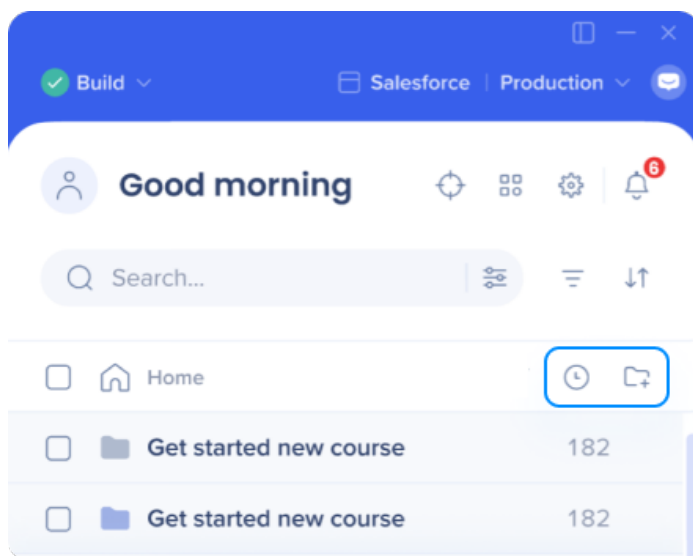 Build
Salesforce | Production
Good morning
6
Search...
Home
Get started new course 182
Get started new course 182